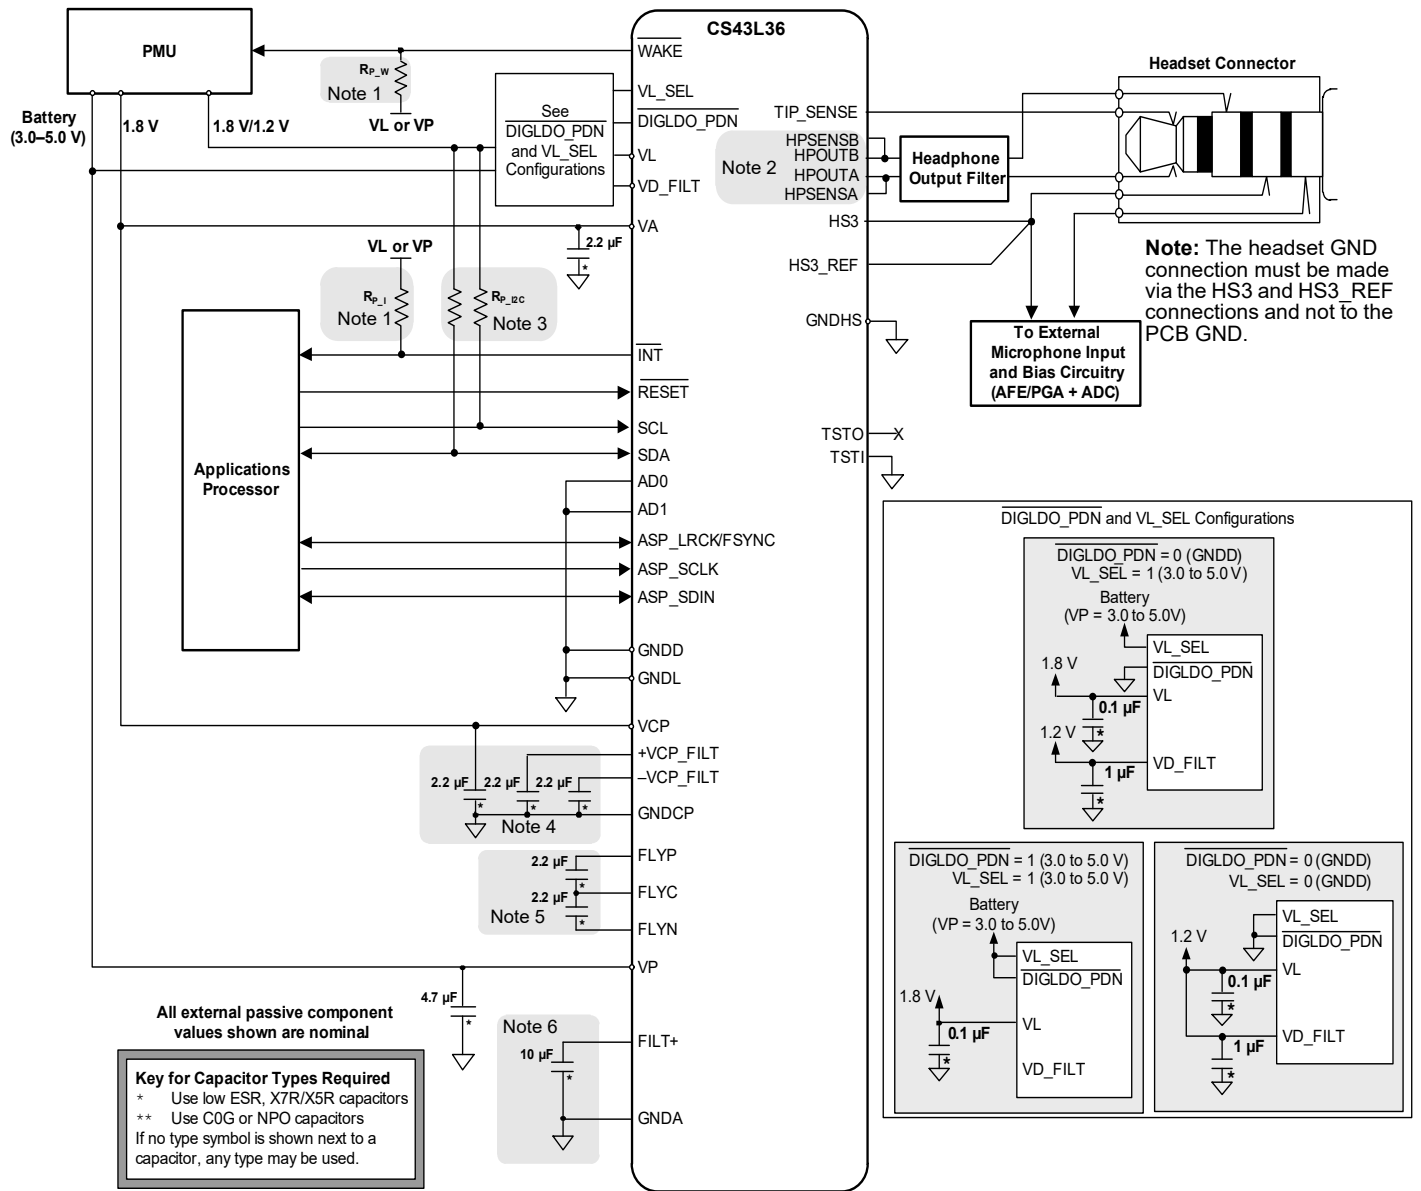 CS43L36
PMU
WAKE
R_P_W
Note 1
VL or VP
Battery
(3.0–5.0 V)
1.8 V
1.8 V/1.2 V
See
DIGLDO_PDN
and VL_SEL
Configurations
VL_SEL
DIGLDO_PDN
VL
VD_FILT
VA
2.2 µF
*
VL or VP
R_P_I
Note 1
R_P_I2C
Note 3
INT
RESET
SCL
SDA
AD0
AD1
Applications
Processor
ASP_LRCK/FSYNC
ASP_SCLK
ASP_SDIN
GNDD
GNDL
VCP
+VCP_FILT
–VCP_FILT
GNDCP
2.2 µF
2.2 µF
2.2 µF
*
*
*
Note 4
FLYP
2.2 µF
*
FLYC
2.2 µF
*
Note 5
FLYN
VP
4.7 µF
*
Note 6
FILT+
10 µF
*
GNDA
All external passive component
values shown are nominal
Key for Capacitor Types Required
* Use low ESR, X7R/X5R capacitors
** Use C0G or NPO capacitors
If no type symbol is shown next to a
capacitor, any type may be used.
Headset Connector
TIP_SENSE
HPSENSB
HPOUTB
HPOUTA
HPSENSA
Note 2
Headphone
Output Filter
HS3
HS3_REF
GNDHS
Note: The headset GND
connection must be made
via the HS3 and HS3_REF
connections and not to the
PCB GND.
To External
Microphone Input
and Bias Circuitry
(AFE/PGA + ADC)
TSTO
X
TSTI
DIGLDO_PDN and VL_SEL Configurations
DIGLDO_PDN = 0 (GNDD)
VL_SEL = 1 (3.0 to 5.0 V)
Battery
(VP = 3.0 to 5.0V)
VL_SEL
DIGLDO_PDN
1.8 V
VL
0.1 µF
*
1.2 V
VD_FILT
1 µF
*
DIGLDO_PDN = 1 (3.0 to 5.0 V)
VL_SEL = 1 (3.0 to 5.0 V)
Battery
(VP = 3.0 to 5.0V)
VL_SEL
DIGLDO_PDN
1.8 V
VL
0.1 µF
*
VD_FILT
DIGLDO_PDN = 0 (GNDD)
VL_SEL = 0 (GNDD)
VL_SEL
DIGLDO_PDN
1.2 V
VL
0.1 µF
*
VD_FILT
1 µF
*